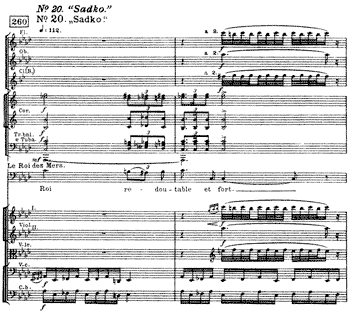 Nº 20. "Sadko."
260 Nº 20. „Sadko.“
♩= 112.
Fl. a 2.
Ob. a 2.
Cl.(B.) a 2.
Cor.
Tr-bni. e Tuba.
Le Roi des Mers.
Roi re - dou - table et fort
I.
Viol.
II.
V-le.
V-c.
C-b.